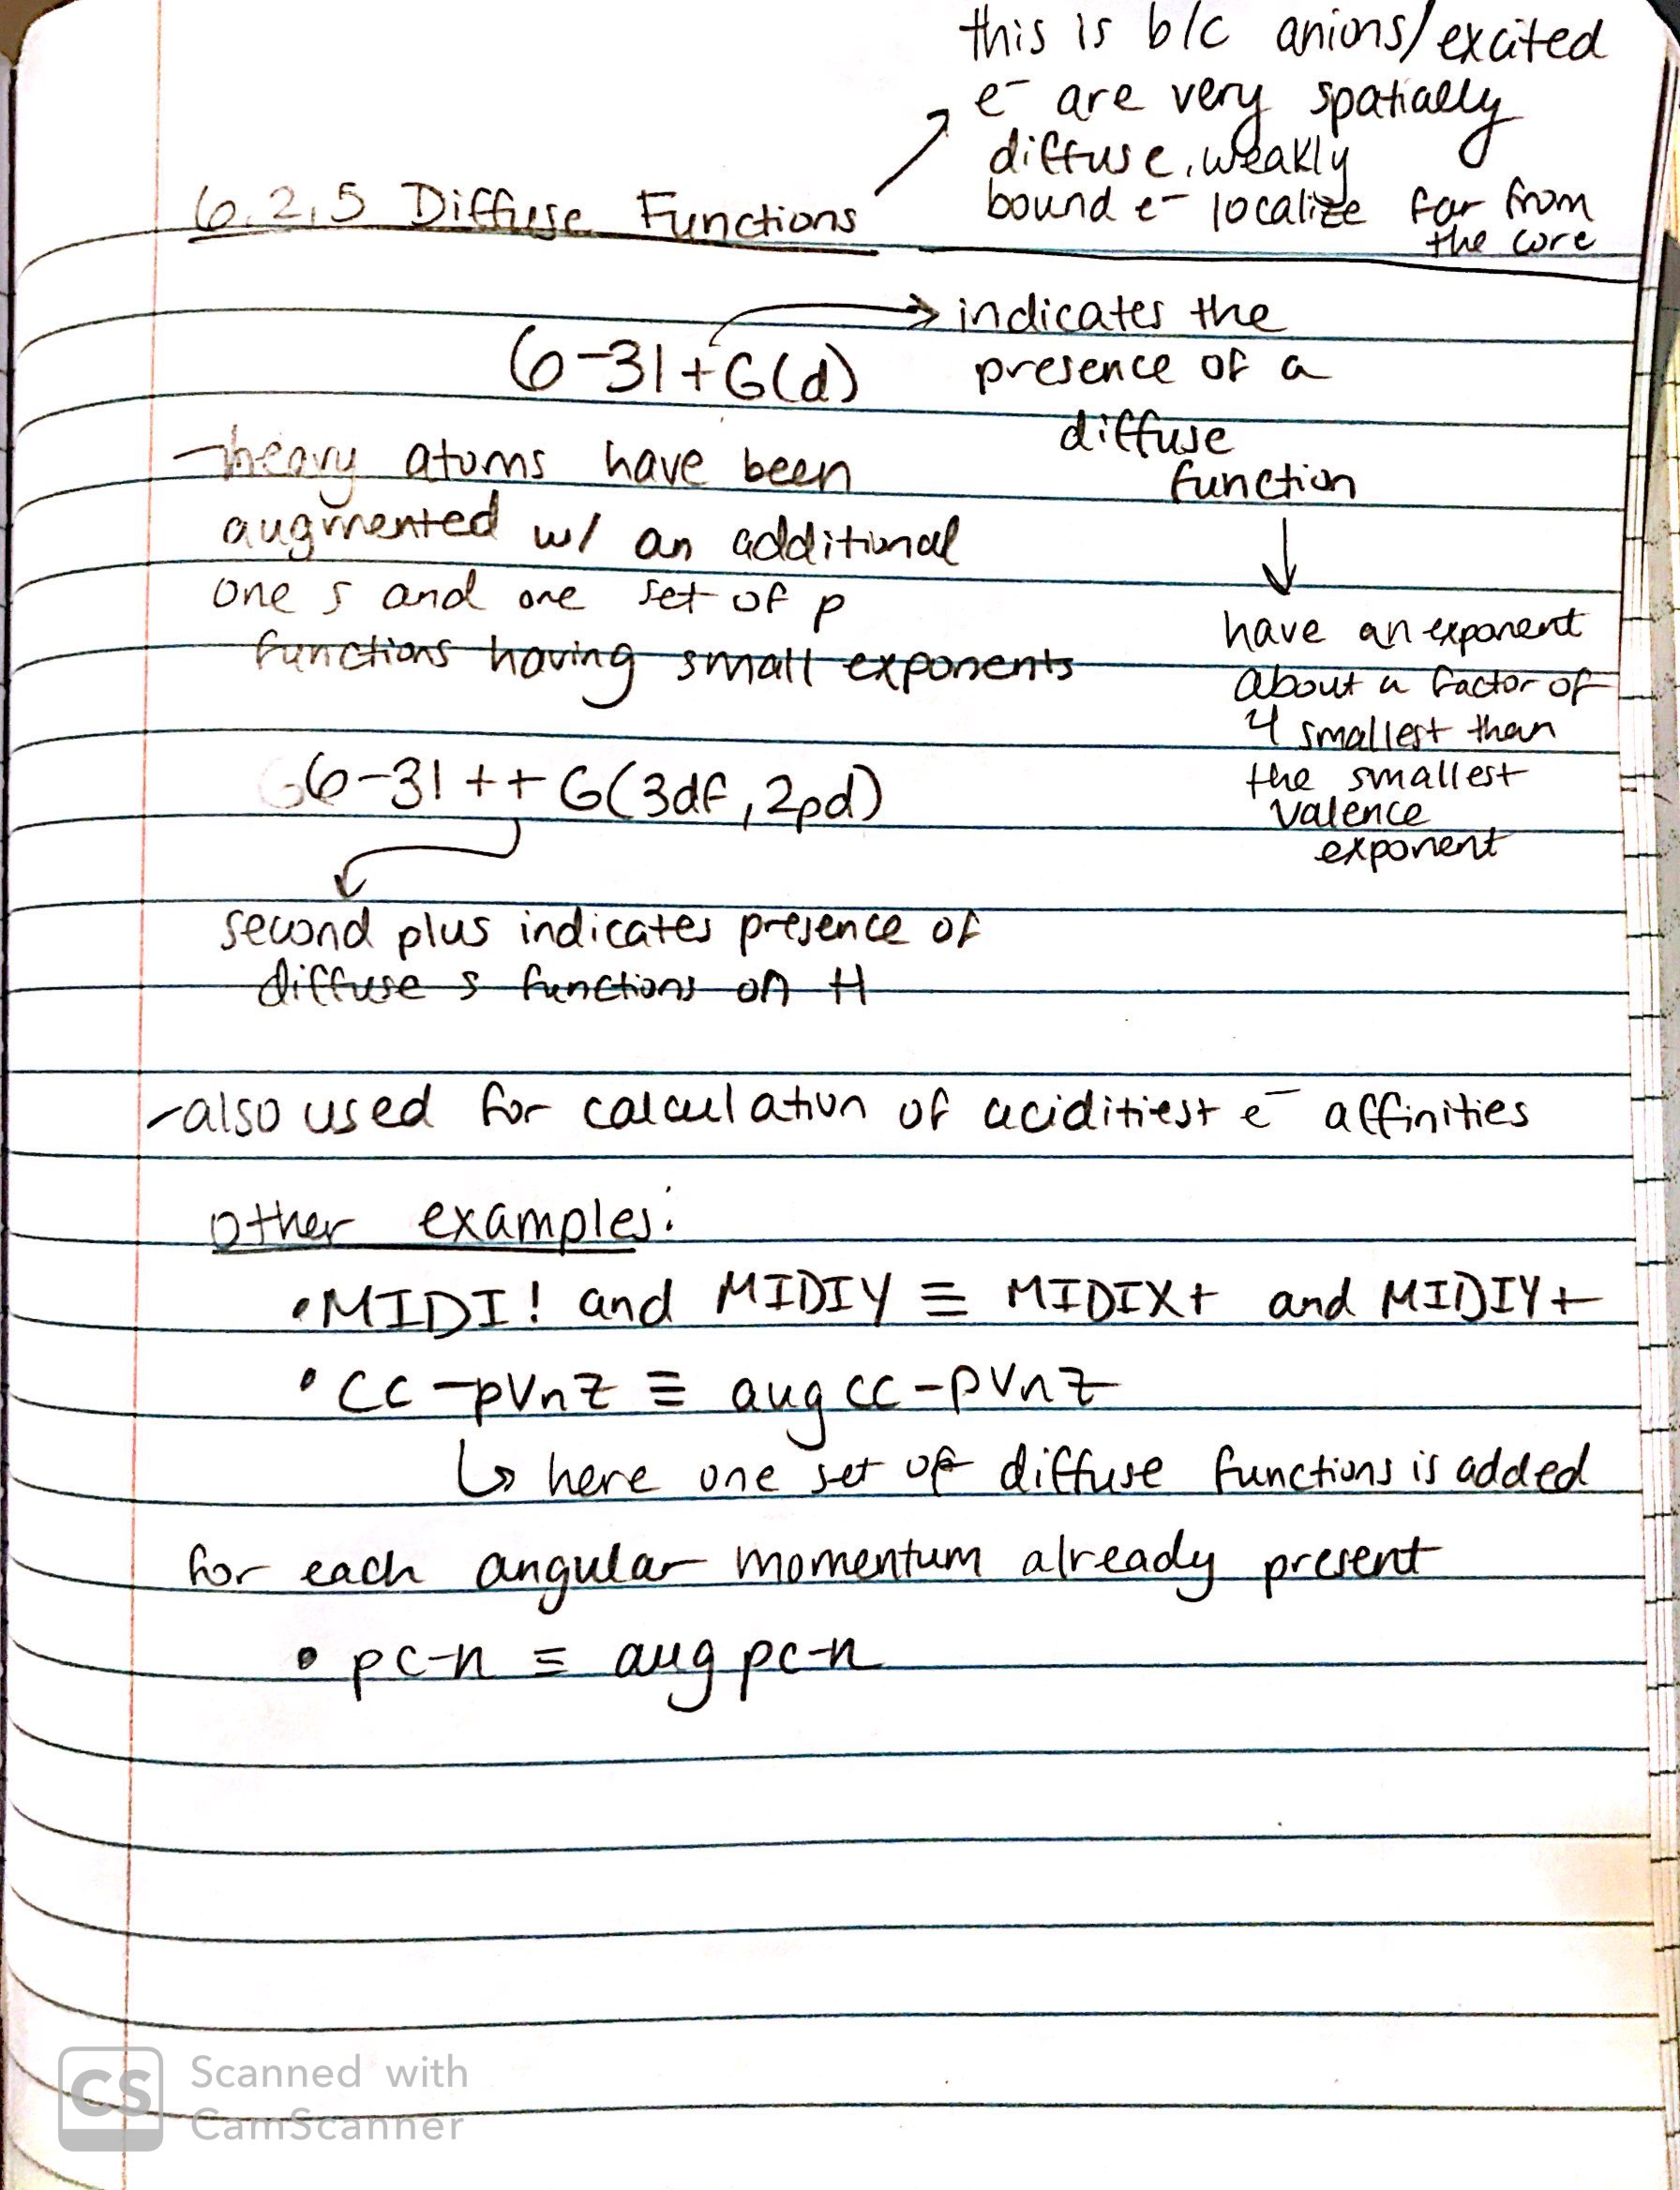 this is b/c anions/excited
e⁻ are very spatially
diffuse, weakly
bound e⁻ localize far from
the core
6.2.5 Diffuse Functions
6-31+G(d)
indicates the
presence of a
diffuse
function
have an exponent
about a factor of
4 smallest than
the smallest
valence
exponent
-heavy atoms have been
augmented w/ an additional
one s and one set of p
functions having small exponents
6-31++G(3df,2pd)
second plus indicates presence of
diffuse s functions on H
-also used for calculation of acidities+ e⁻ affinities
other examples:
•MIDI! and MIDIY ≡ MIDIX+ and MIDIY+
•cc-pVnZ ≡ aug cc-pVnZ
↳ here one set of diffuse functions is added
for each angular momentum already present
• pc-n ≡ aug pc-n
CS
Scanned with
CamScanner